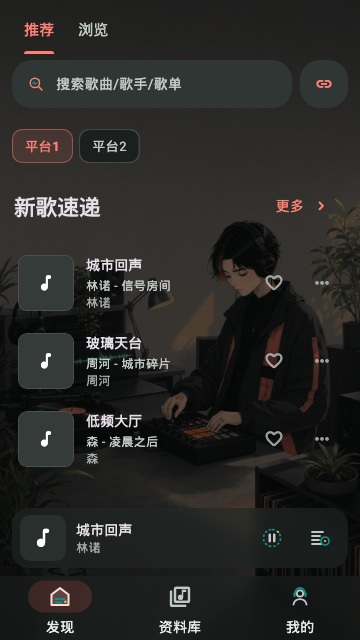 推荐
浏览
搜索歌曲/歌手/歌单
平台1
平台2
新歌速递
更多
城市回声
林诺 - 信号房间
林诺
玻璃天台
周河 - 城市碎片
周河
低频大厅
森 - 凌晨之后
森
城市回声
林诺
发现
资料库
我的